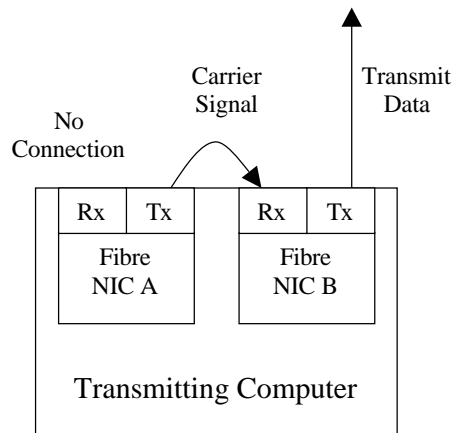 Carrier
Signal
Transmit
Data
No
Connection
Rx
Tx
Rx
Tx
Fibre
NIC A
Fibre
NIC B
Transmitting Computer